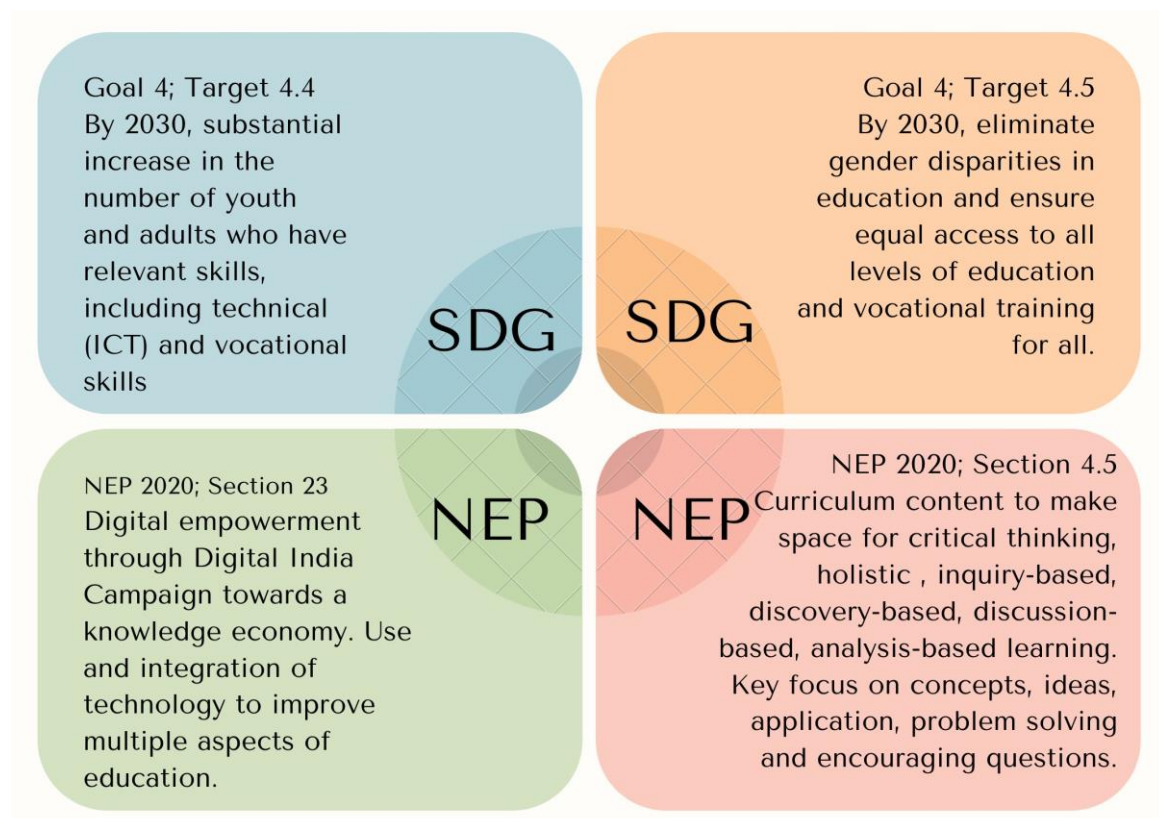 Goal 4; Target 4.4
By 2030, substantial
increase in the
number of youth
and adults who have
relevant skills,
including technical
(ICT) and vocational
skills
SDG
Goal 4; Target 4.5
By 2030, eliminate
gender disparities in
education and ensure
equal access to all
levels of education
and vocational training
for all.
SDG
NEP 2020; Section 23
Digital empowerment
through Digital India
Campaign towards a
knowledge economy. Use
and integration of
technology to improve
multiple aspects of
education.
NEP
NEP 2020; Section 4.5
Curriculum content to make
space for critical thinking,
holistic , inquiry-based,
discovery-based, discussion-
based, analysis-based learning.
Key focus on concepts, ideas,
application, problem solving
and encouraging questions.
NEP